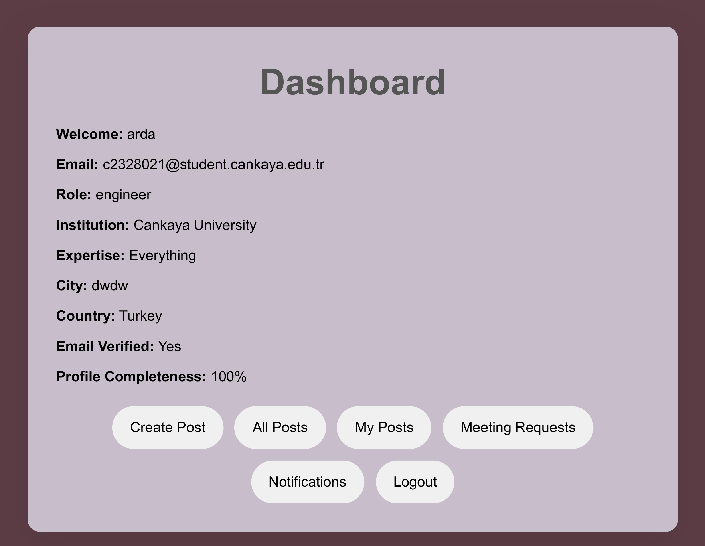 Dashboard
Welcome: arda
Email: c2328021@student.cankaya.edu.tr
Role: engineer
Institution: Cankaya University
Expertise: Everything
City: dwdw
Country: Turkey
Email Verified: Yes
Profile Completeness: 100%
Create Post All Posts My Posts Meeting Requests
Notifications Logout